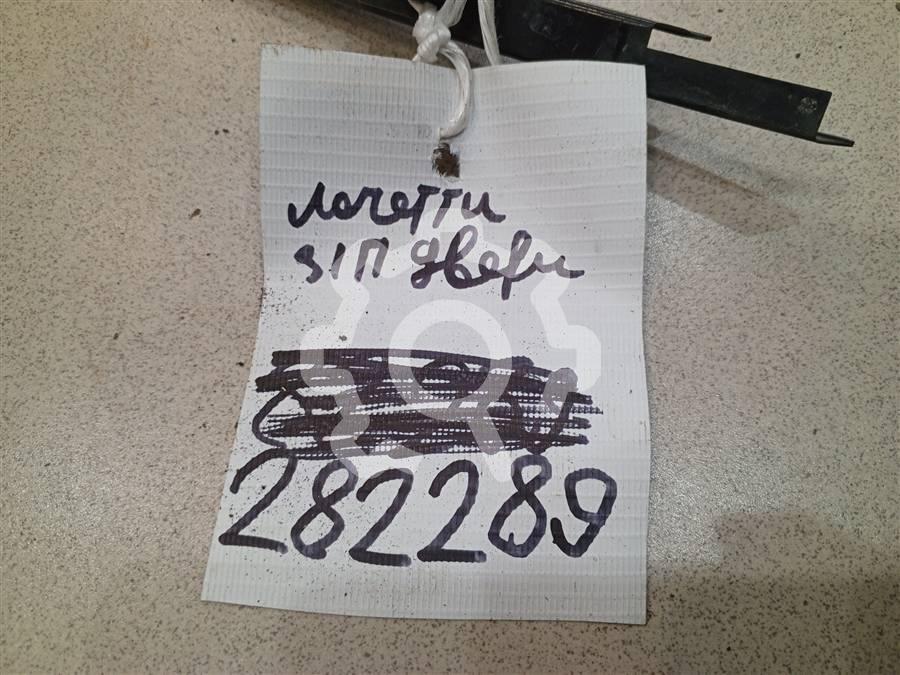 лачетти
з/п двери
282289